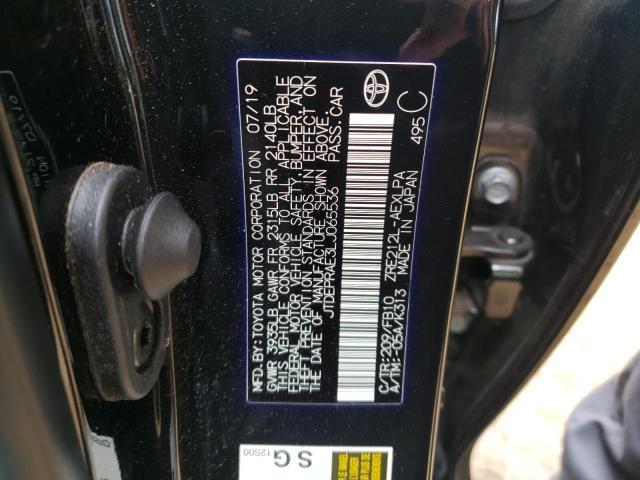 MFD.BY:TOYOTA MOTOR CORPORATION 07/19
GVWR 3935LB GAWR FR 2315LB RR 2140LB
THIS VEHICLE CONFORMS TO ALL APPLICABLE
FEDERAL MOTOR VEHICLE SAFETY, BUMPER, AND
THEFT PREVENTION STANDARDS IN EFFECT ON
THE DATE OF MANUFACTURE SHOWN ABOVE.
JTDEPRAE3LJ065536 PASS.CAR
C/TR:209/FB10 ZRE212L-AEXLPA
A/TM:-05A/K313 MADE IN JAPAN 495 C
SG
12S00